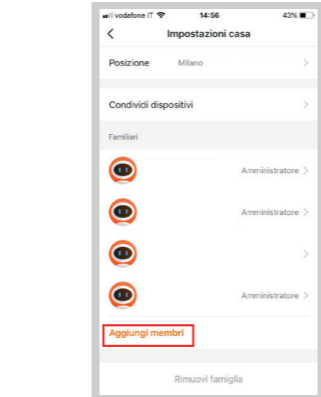 vodafone IT 14:56 43%
Impostazioni casa
Posizione Milano
Condividi dispositivi
Familiari
Amministratore
Amministratore
Amministratore
Aggiungi membri
Rimuovi famiglia